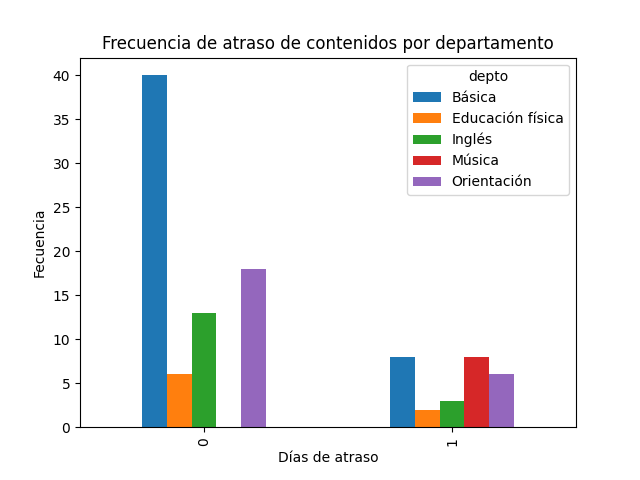 Frecuencia de atraso de contenidos por departamento
depto
Básica
Educación física
Inglés
Música
Orientación
Fecuencia
40
35
30
25
20
15
10
5
0
0
1
Días de atraso